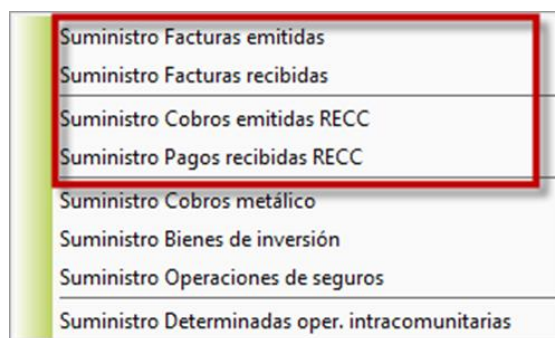 Suministro Facturas emitidas
Suministro Facturas recibidas
Suministro Cobros emitidas RECC
Suministro Pagos recibidas RECC
Suministro Cobros metálico
Suministro Bienes de inversión
Suministro Operaciones de seguros
Suministro Determinadas oper. intracomunitarias